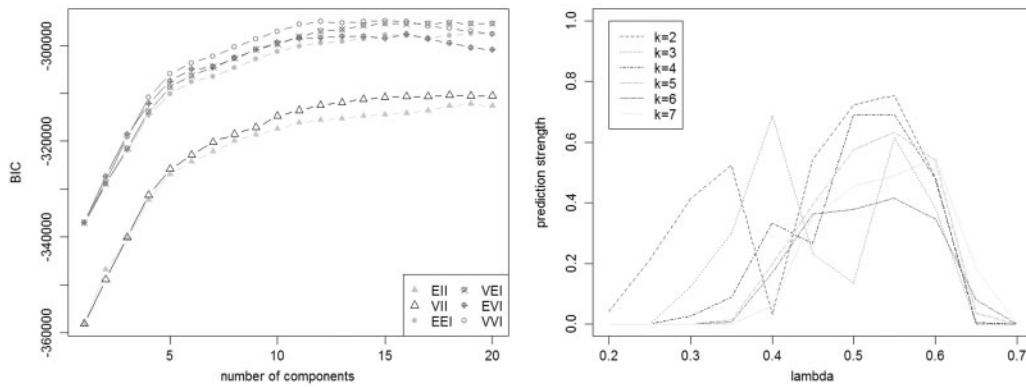 BIC
-300000
-320000
-340000
-360000
5
10
15
20
number of components
EII
VII
EEI
VEI
EVI
VVI
prediction strength
1.0
0.8
0.6
0.4
0.2
0.0
k=2
k=3
k=4
k=5
k=6
k=7
0.2
0.3
0.4
0.5
0.6
0.7
lambda